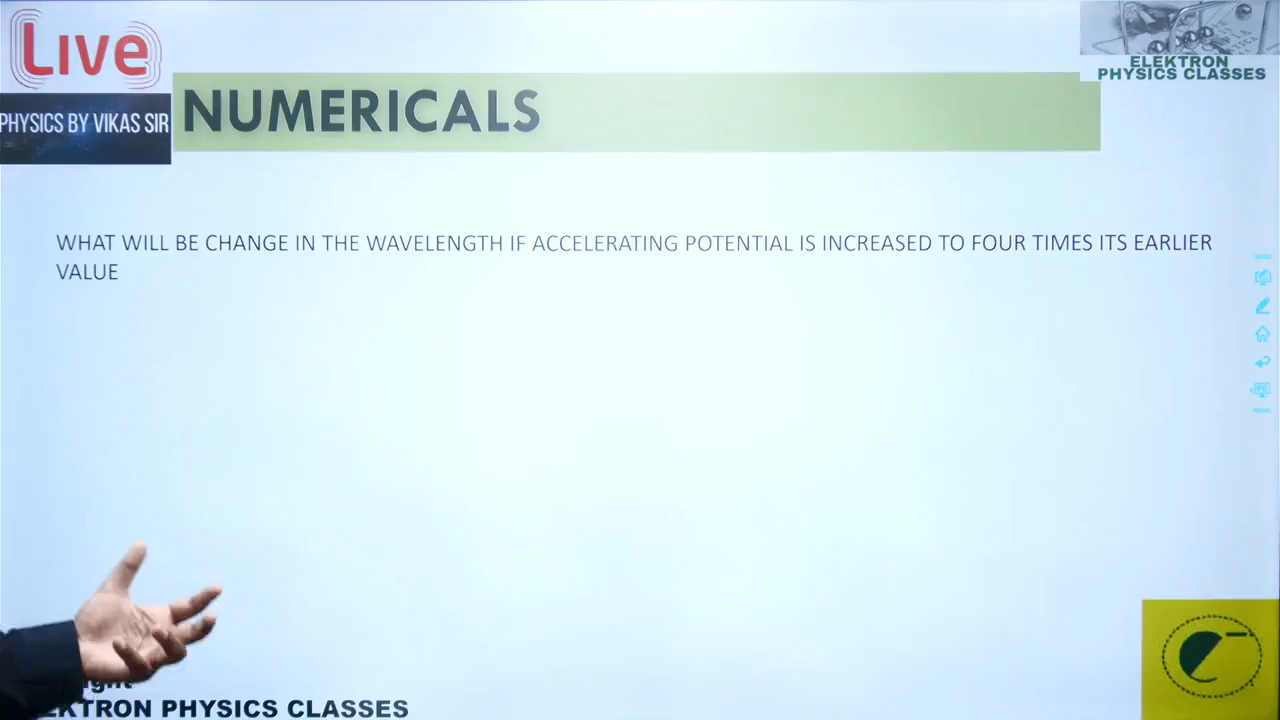 Live
ELEKTRON
PHYSICS CLASSES
PHYSICS BY VIKAS SIR
NUMERICALS
WHAT WILL BE CHANGE IN THE WAVELENGTH IF ACCELERATING POTENTIAL IS INCREASED TO FOUR TIMES ITS EARLIER
VALUE
PHYSICS CLASSES